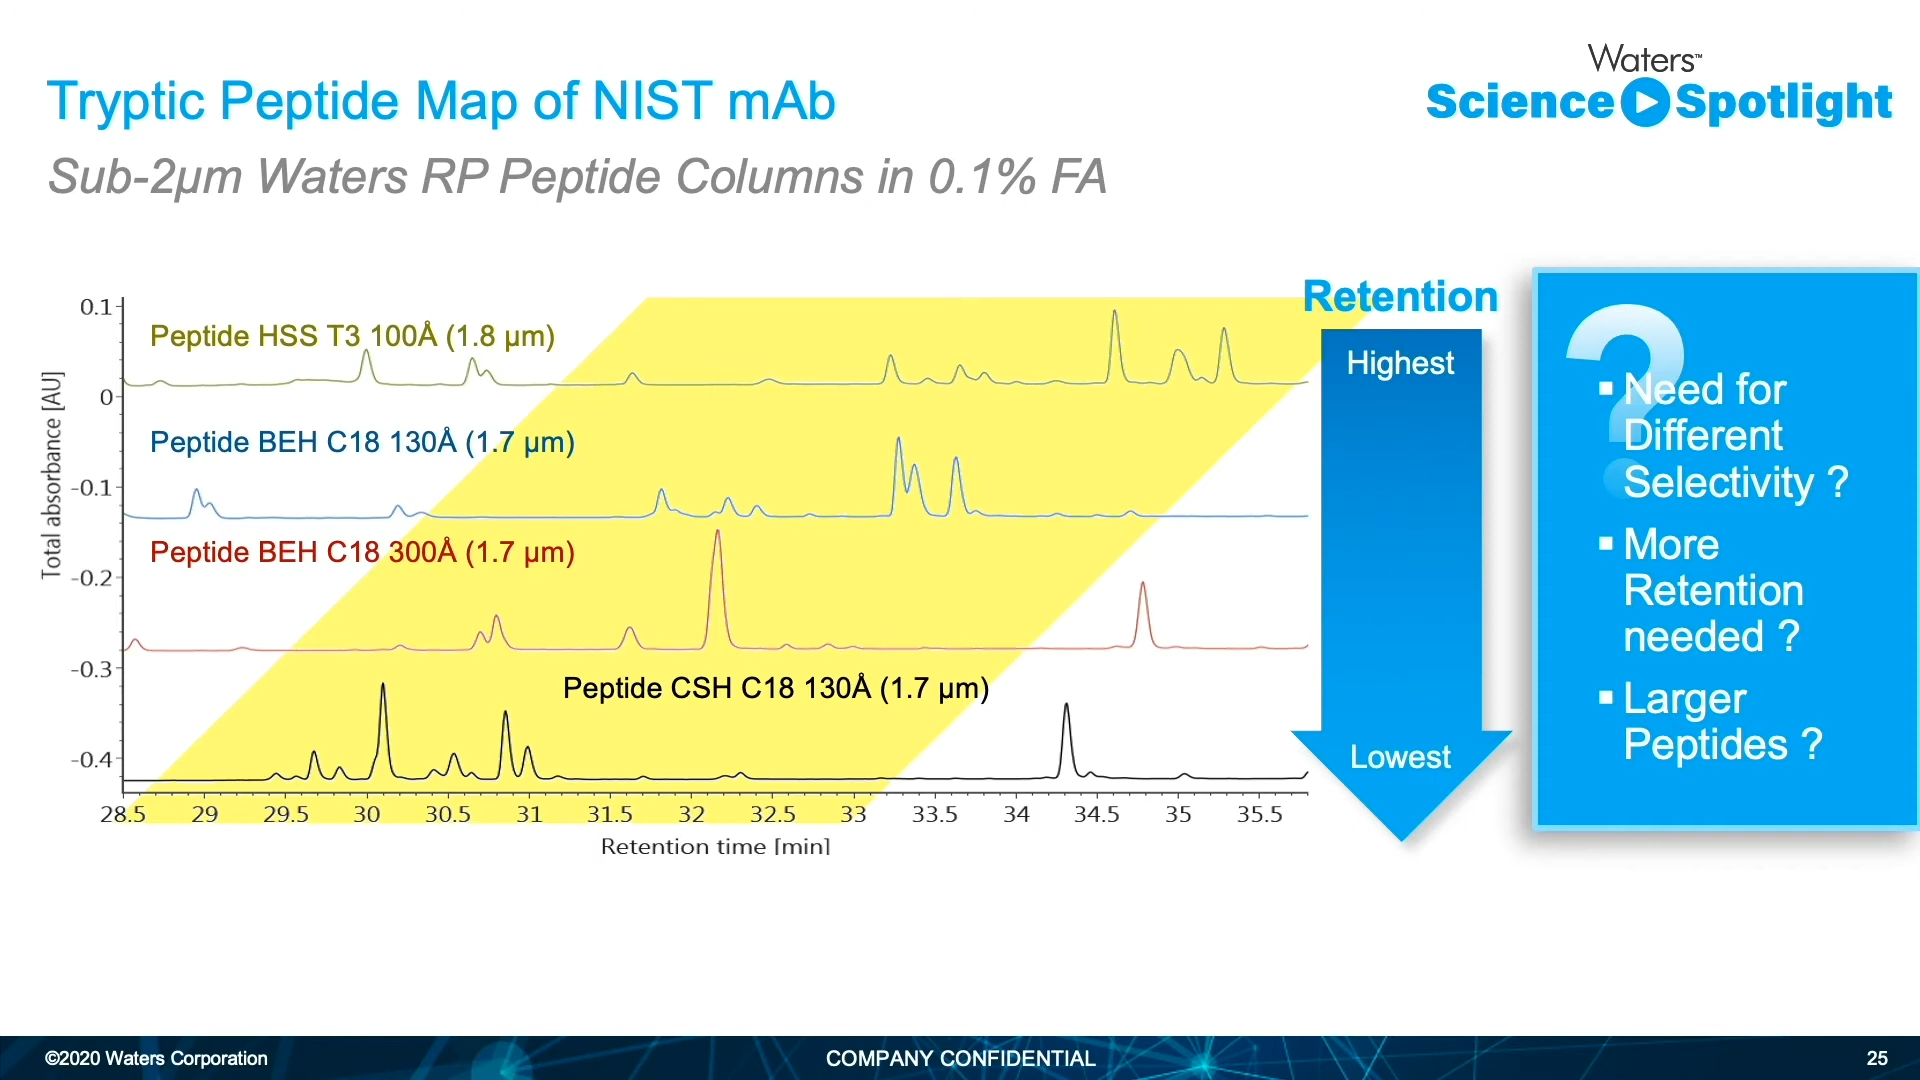 Waters™
Science Spotlight
Tryptic Peptide Map of NIST mAb
Sub-2µm Waters RP Peptide Columns in 0.1% FA
Total absorbance [AU]
0.1
0
-0.1
-0.2
-0.3
-0.4
Peptide HSS T3 100Å (1.8 µm)
Peptide BEH C18 130Å (1.7 µm)
Peptide BEH C18 300Å (1.7 µm)
Peptide CSH C18 130Å (1.7 µm)
28.5 29 29.5 30 30.5 31 31.5 32 32.5 33 33.5 34 34.5 35 35.5
Retention time [min]
Retention
Highest
Lowest
?
▪ Need for
Different
Selectivity ?
▪ More
Retention
needed ?
▪ Larger
Peptides ?
©2020 Waters Corporation
COMPANY CONFIDENTIAL
25